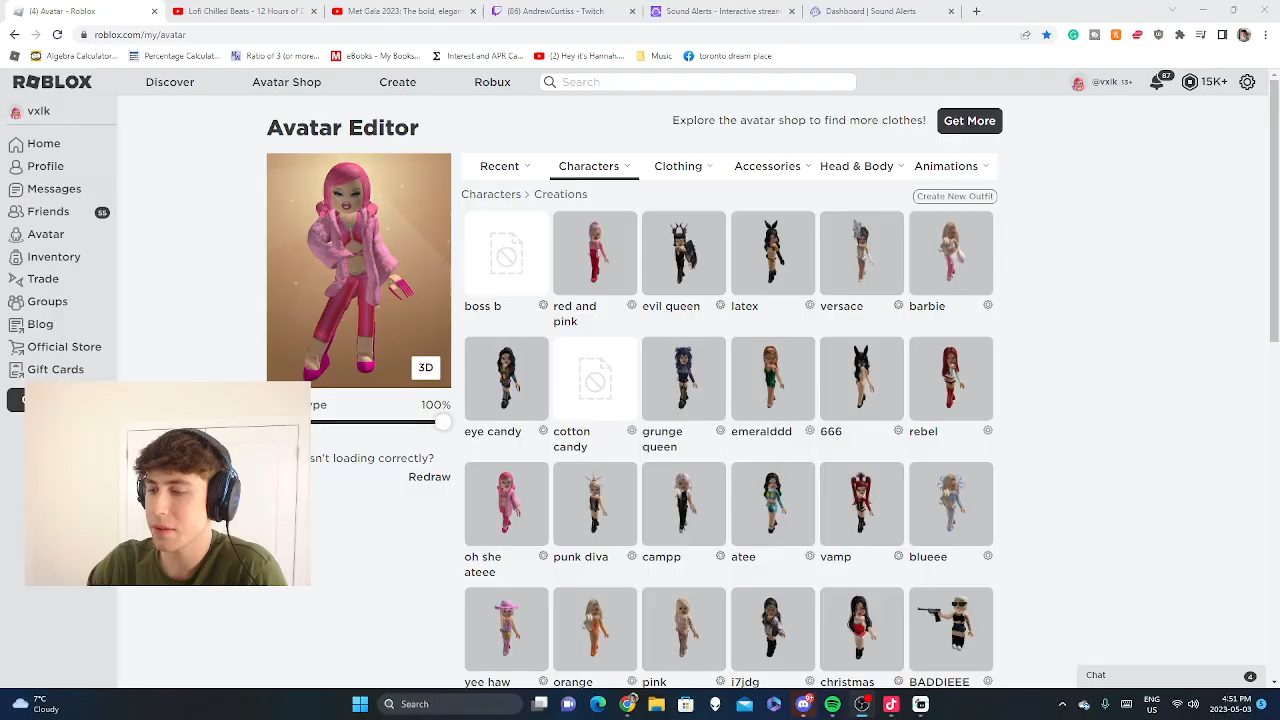 (4) Avatar - Roblox
Lofi Chilled Beats - 12 Hours of D
Met Gala 2023: The bold, elegan
(08) AndrewCurtiss - Twitch
Sound Alerts - Interactive sound
Dashboard | Sound Alerts
roblox.com/my/avatar
Roblox
Algebra Calculator...
Percentage Calculat...
Ratio of 3 (or more...
eBooks - My Books...
Interest and APR Ca...
(2) Hey it's Hannah...
Music
toronto dream place
ROBLOX
Discover
Avatar Shop
Create
Robux
Search
@vxlk 13+
87
15K+
vxlk
Home
Profile
Messages
Friends
55
Avatar
Inventory
Trade
Groups
Blog
Official Store
Gift Cards
Avatar Editor
Explore the avatar shop to find more clothes!
Get More
3D
100%
sn't loading correctly?
Redraw
Recent
Characters
Clothing
Accessories
Head & Body
Animations
Characters > Creations
Create New Outfit
boss b
red and
pink
evil queen
latex
versace
barbie
eye candy
cotton
candy
grunge
queen
emeralddd
666
rebel
oh she
ateee
punk diva
campp
atee
vamp
blueee
yee haw
orange
pink
i7jdg
christmas
BADDIEEE
Chat
4
7°C
Cloudy
Search
ENG
US
4:51 PM
2023-05-03
5